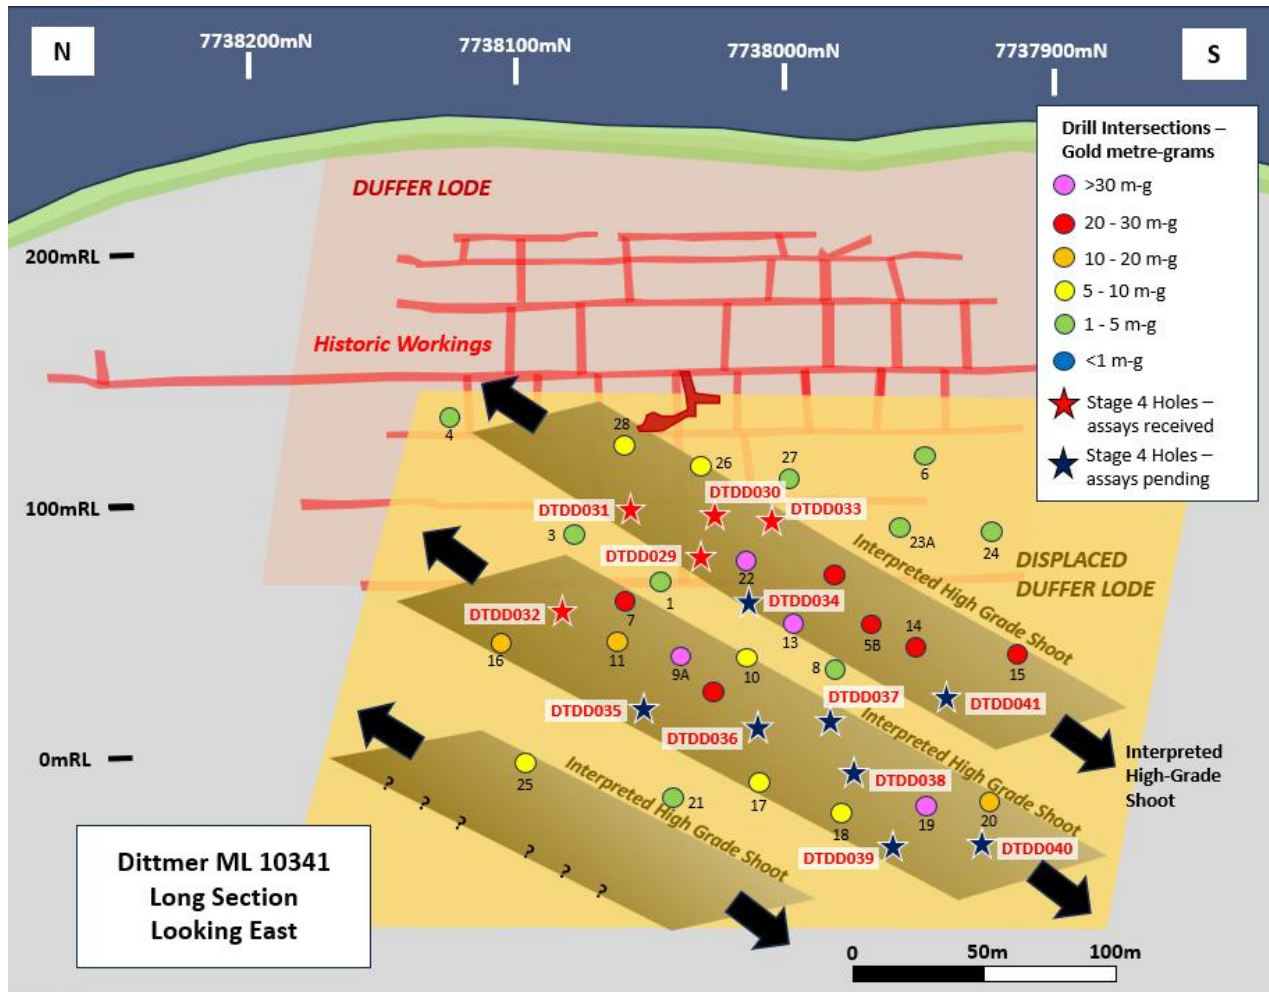 N
7738200mN
7738100mN
7738000mN
7737900mN
S
Drill Intersections –
Gold metre-grams
>30 m-g
20 - 30 m-g
10 - 20 m-g
5 - 10 m-g
1 - 5 m-g
<1 m-g
Stage 4 Holes –
assays received
Stage 4 Holes –
assays pending
DUFFER LODE
200mRL
Historic Workings
4
28
26
27
6
100mRL
DTDD031
DTDD030
DTDD033
3
DTDD029
22
23A
24
Interpreted High Grade Shoot
DISPLACED
DUFFER LODE
1
DTDD032
7
DTDD034
13
5B
14
15
16
11
9A
10
8
DTDD037
DTDD041
DTDD035
DTDD036
Interpreted High Grade Shoot
0mRL
Interpreted
High-Grade
Shoot
25
Interpreted High Grade Shoot
21
17
DTDD038
18
19
20
DTDD039
DTDD040
?
?
?
?
?
?
Dittmer ML 10341
Long Section
Looking East
0
50m
100m